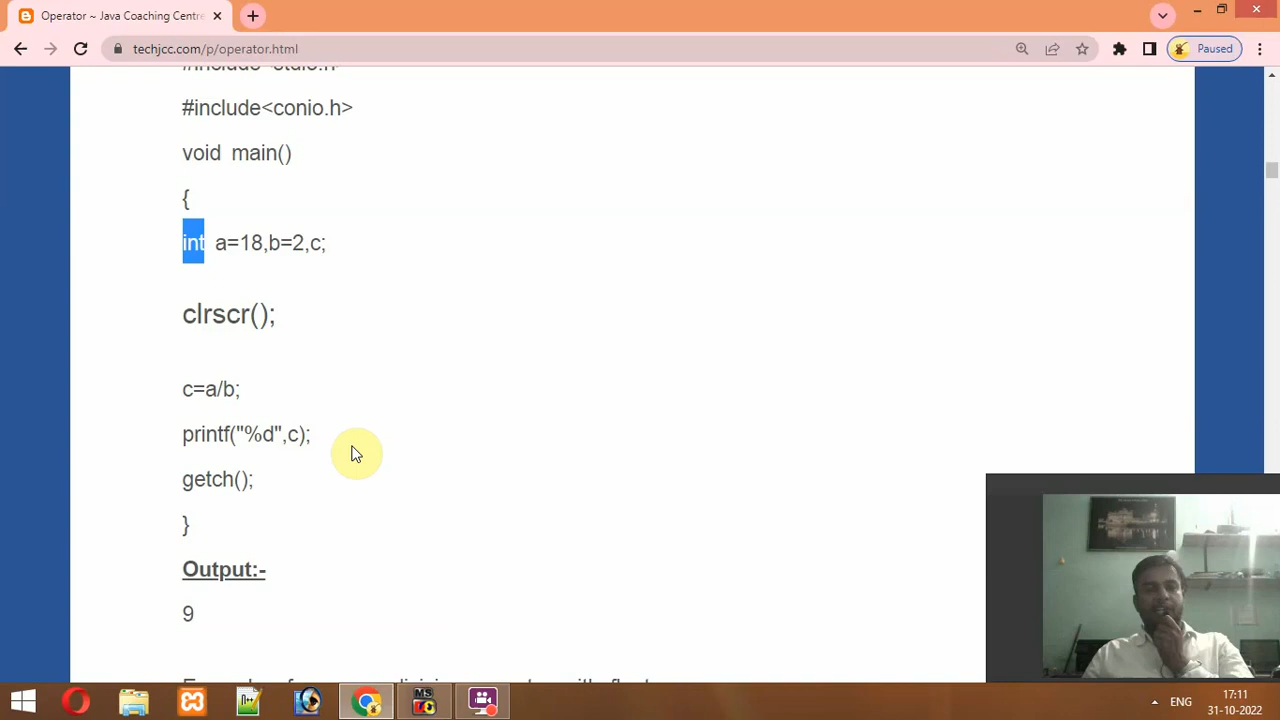 Operator ~ Java Coaching Centre
techjcc.com/p/operator.html
Paused
#include<conio.h>
void main()
{
int a=18,b=2,c;
clrscr();
c=a/b;
printf("%d",c);
getch();
}
Output:-
9
MS
ENG
17:11
31-10-2022